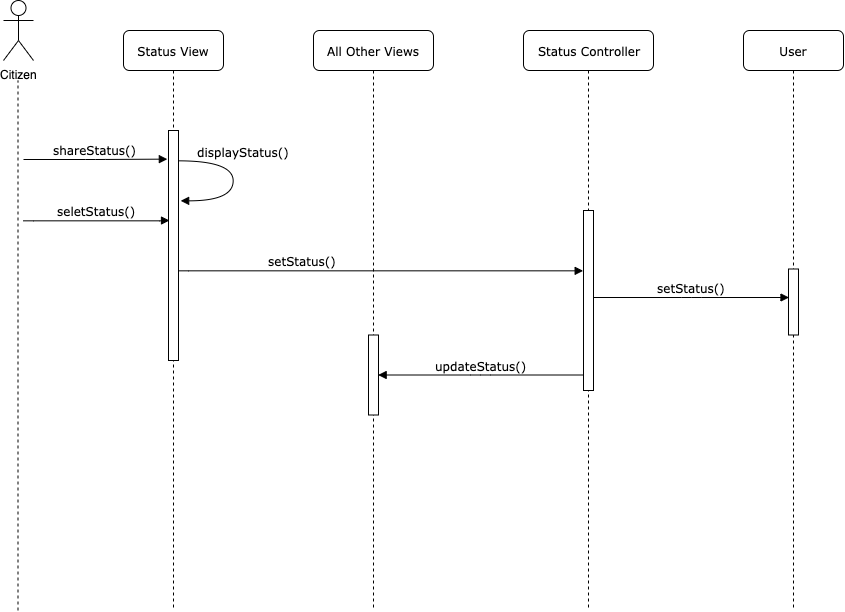 Citizen
Status View
All Other Views
Status Controller
User
shareStatus()
displayStatus()
seletStatus()
setStatus()
setStatus()
updateStatus()